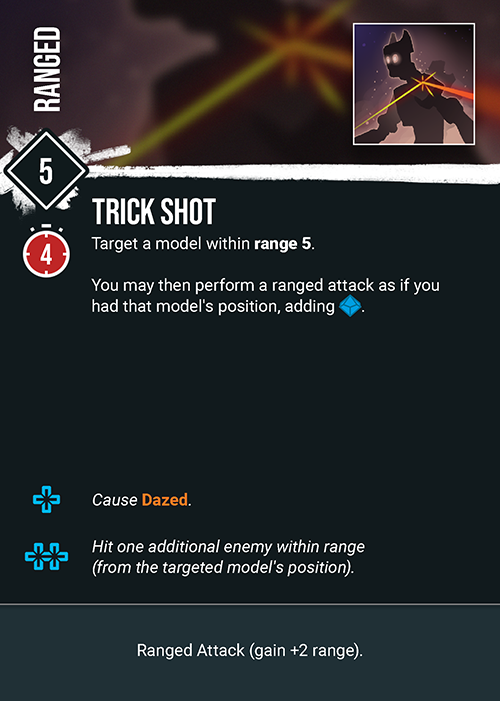 RANGED
5
TRICK SHOT
4
Target a model within range 5.
You may then perform a ranged attack as if you
had that model's position, adding .
Cause Dazed.
Hit one additional enemy within range
(from the targeted model's position).
Ranged Attack (gain +2 range).